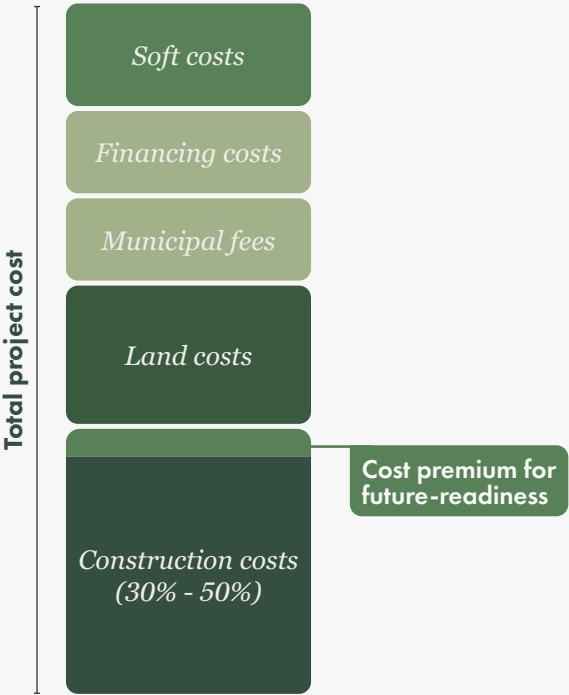 Total project cost
Soft costs
Financing costs
Municipal fees
Land costs
Cost premium for
future-readiness
Construction costs
(30% - 50%)